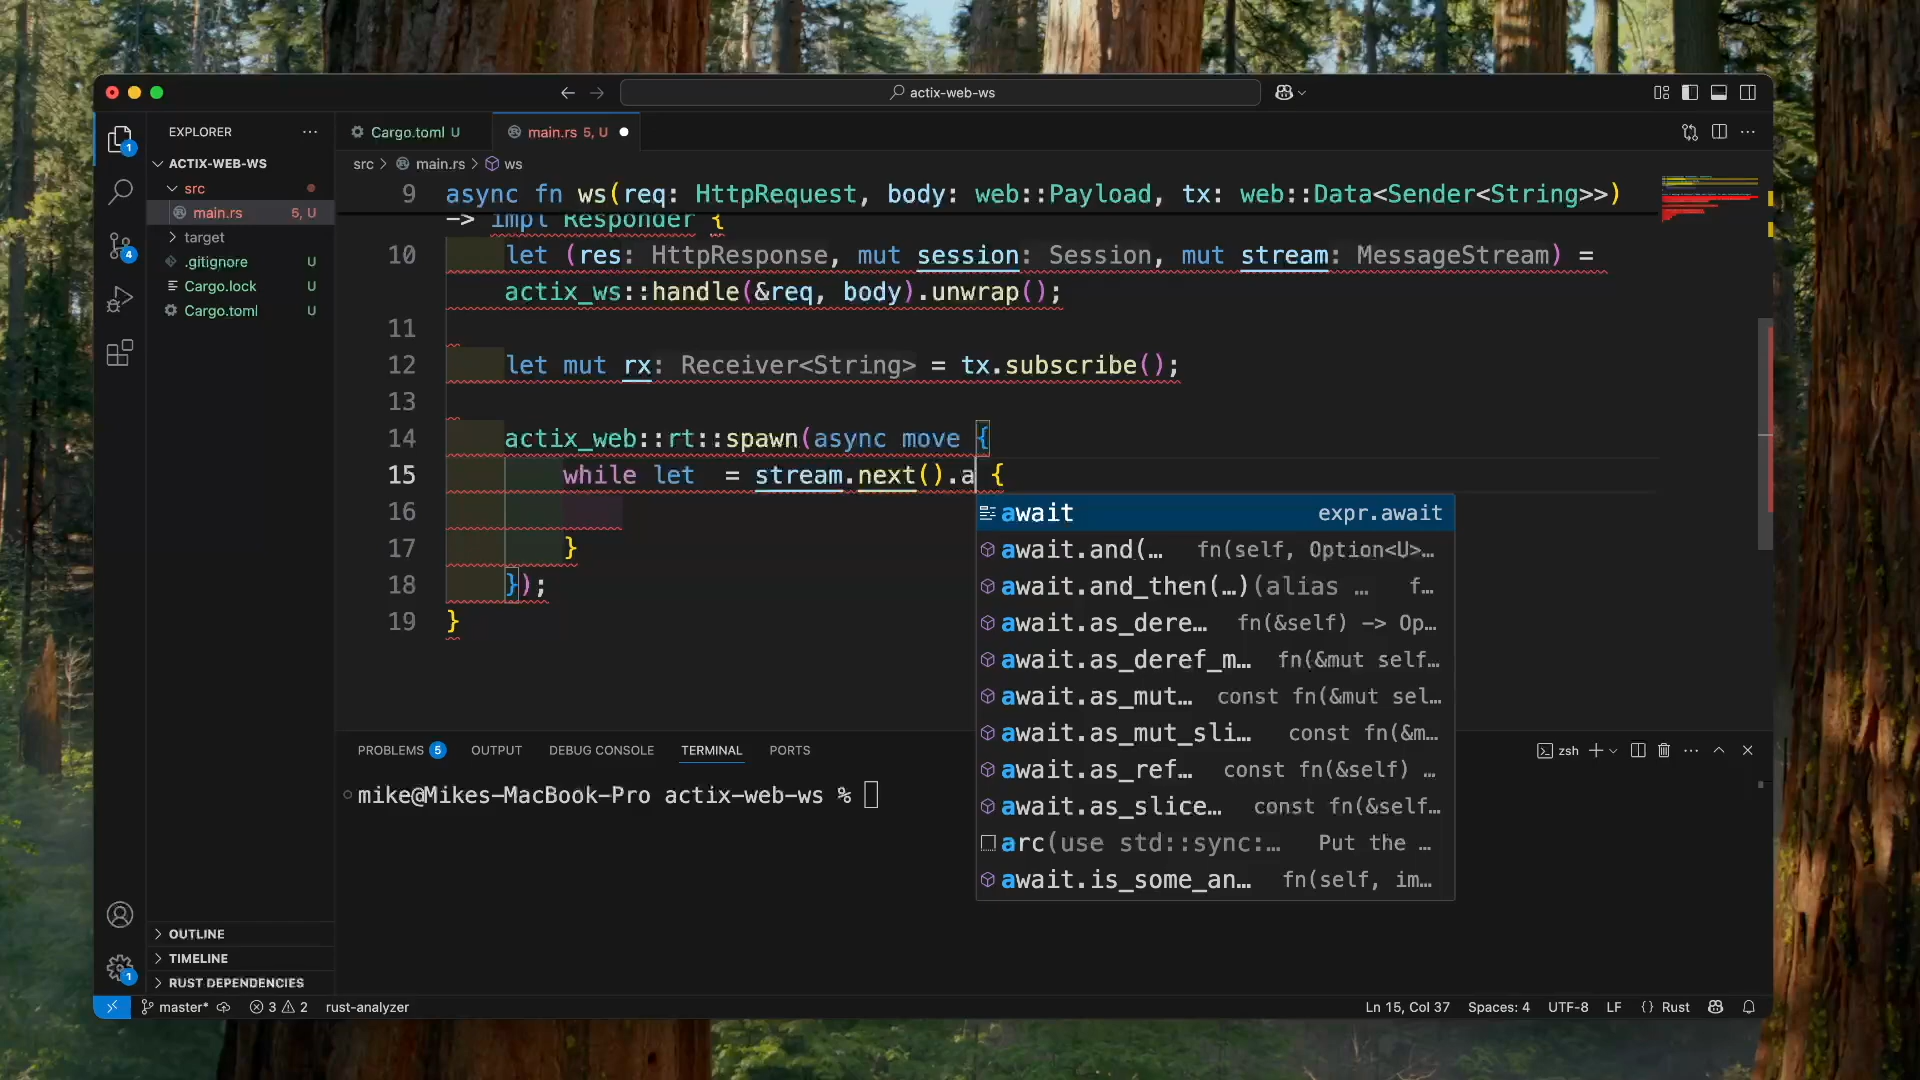 actix-web-ws
EXPLORER
ACTIX-WEB-WS
src
main.rs 5, U
target
.gitignore U
Cargo.lock U
Cargo.toml U
OUTLINE
TIMELINE
RUST DEPENDENCIES
Cargo.toml U
main.rs 5, U
src > main.rs > ws
9 async fn ws(req: HttpRequest, body: web::Payload, tx: web::Data<Sender<String>>)
-> impl Responder {
10 let (res: HttpResponse, mut session: Session, mut stream: MessageStream) =
actix_ws::handle(&req, body).unwrap();
11
12 let mut rx: Receiver<String> = tx.subscribe();
13
14 actix_web::rt::spawn(async move {
15 while let  = stream.next().a {
16
17 }
18 });
19 }
await expr.await
await.and(… fn(self, Option<U>…
await.and_then(…)(alias … f…
await.as_dere… fn(&self) -> Op…
await.as_deref_m… fn(&mut self…
await.as_mut… const fn(&mut sel…
await.as_mut_sli… const fn(&m…
await.as_ref… const fn(&self) …
await.as_slice… const fn(&self…
arc(use std::sync:… Put the …
await.is_some_an… fn(self, im…
PROBLEMS 5 OUTPUT DEBUG CONSOLE TERMINAL PORTS
zsh
mike@Mikes-MacBook-Pro actix-web-ws %
1
4
1
master* 3 2 rust-analyzer
Ln 15, Col 37 Spaces: 4 UTF-8 LF {} Rust